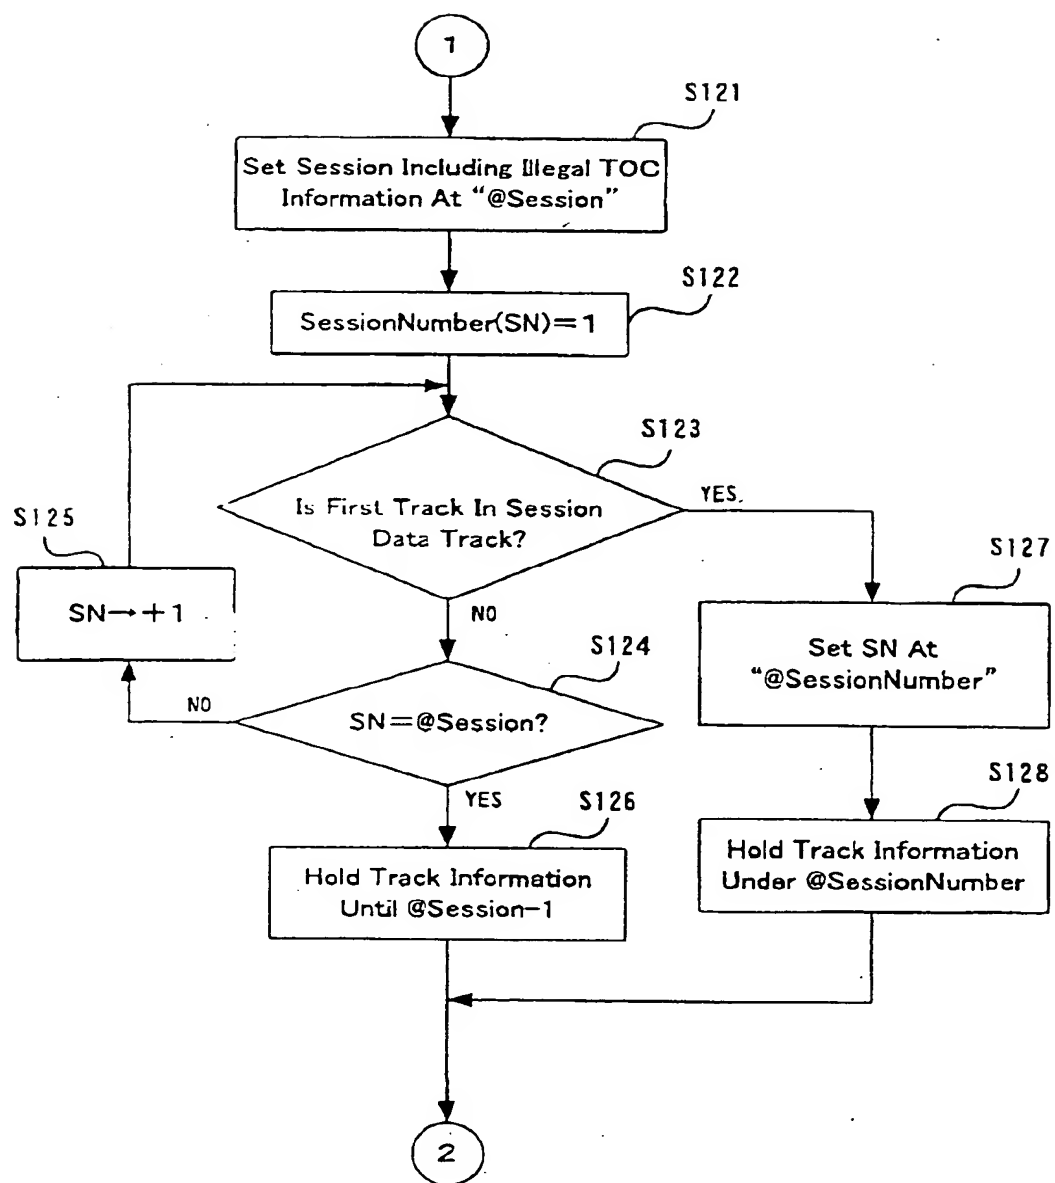 1
S121
Set Session Including Illegal TOC
Information At "@Session"
S122
SessionNumber(SN)=1
S123
Is First Track In Session
Data Track?
YES
S125
SN→+1
NO
S127
Set SN At
"@SessionNumber"
S124
SN=@Session?
NO
YES
S126
Hold Track Information
Until @Session-1
S128
Hold Track Information
Under @SessionNumber
2